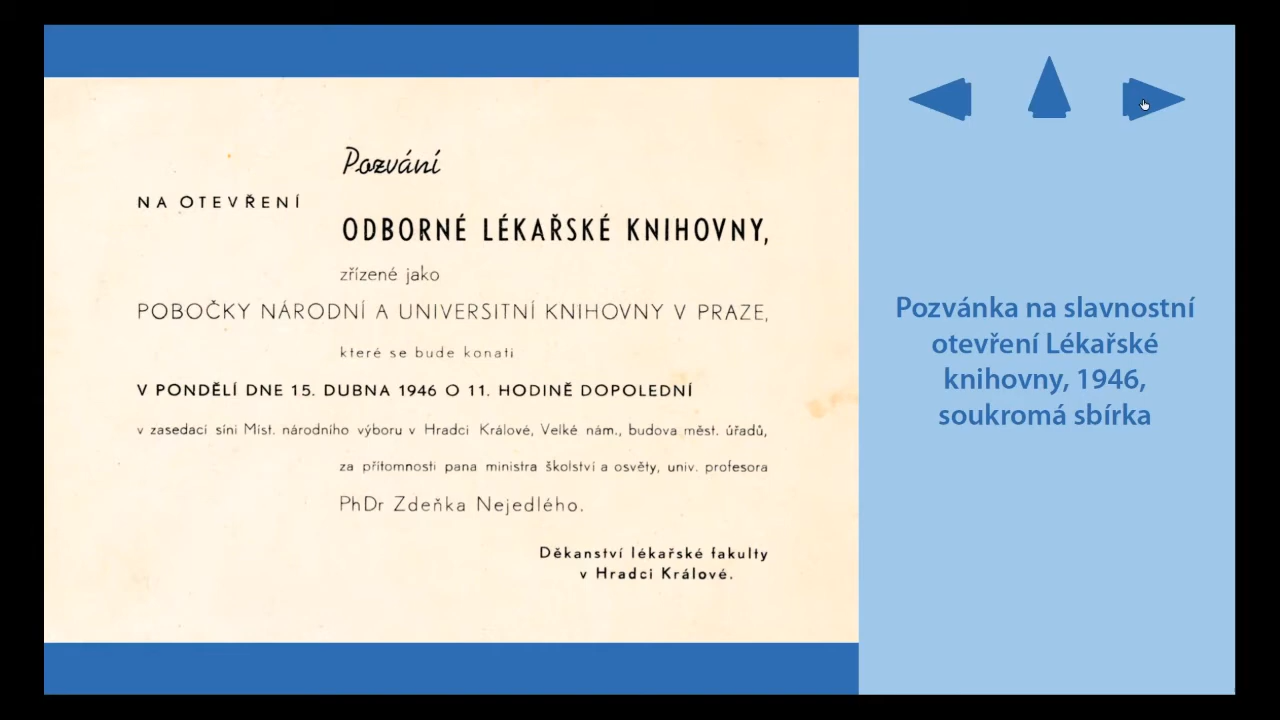 Pozvání
NA OTEVŘENÍ
ODBORNÉ LÉKAŘSKÉ KNIHOVNY,
zřízené jako
POBOČKY NÁRODNÍ A UNIVERSITNÍ KNIHOVNY V PRAZE,
které se bude konati
V PONDĚLÍ DNE 15. DUBNA 1946 O 11. HODINĚ DOPOLEDNÍ
v zasedací síni Míst. národního výboru v Hradci Králové, Velké nám., budova měst. úřadů,
za přítomnosti pana ministra školství a osvěty, univ. profesora
PhDr Zdeňka Nejedlého.
Děkanství lékařské fakulty
v Hradci Králové.
Pozvánka na slavnostní
otevření Lékařské
knihovny, 1946,
soukromá sbírka